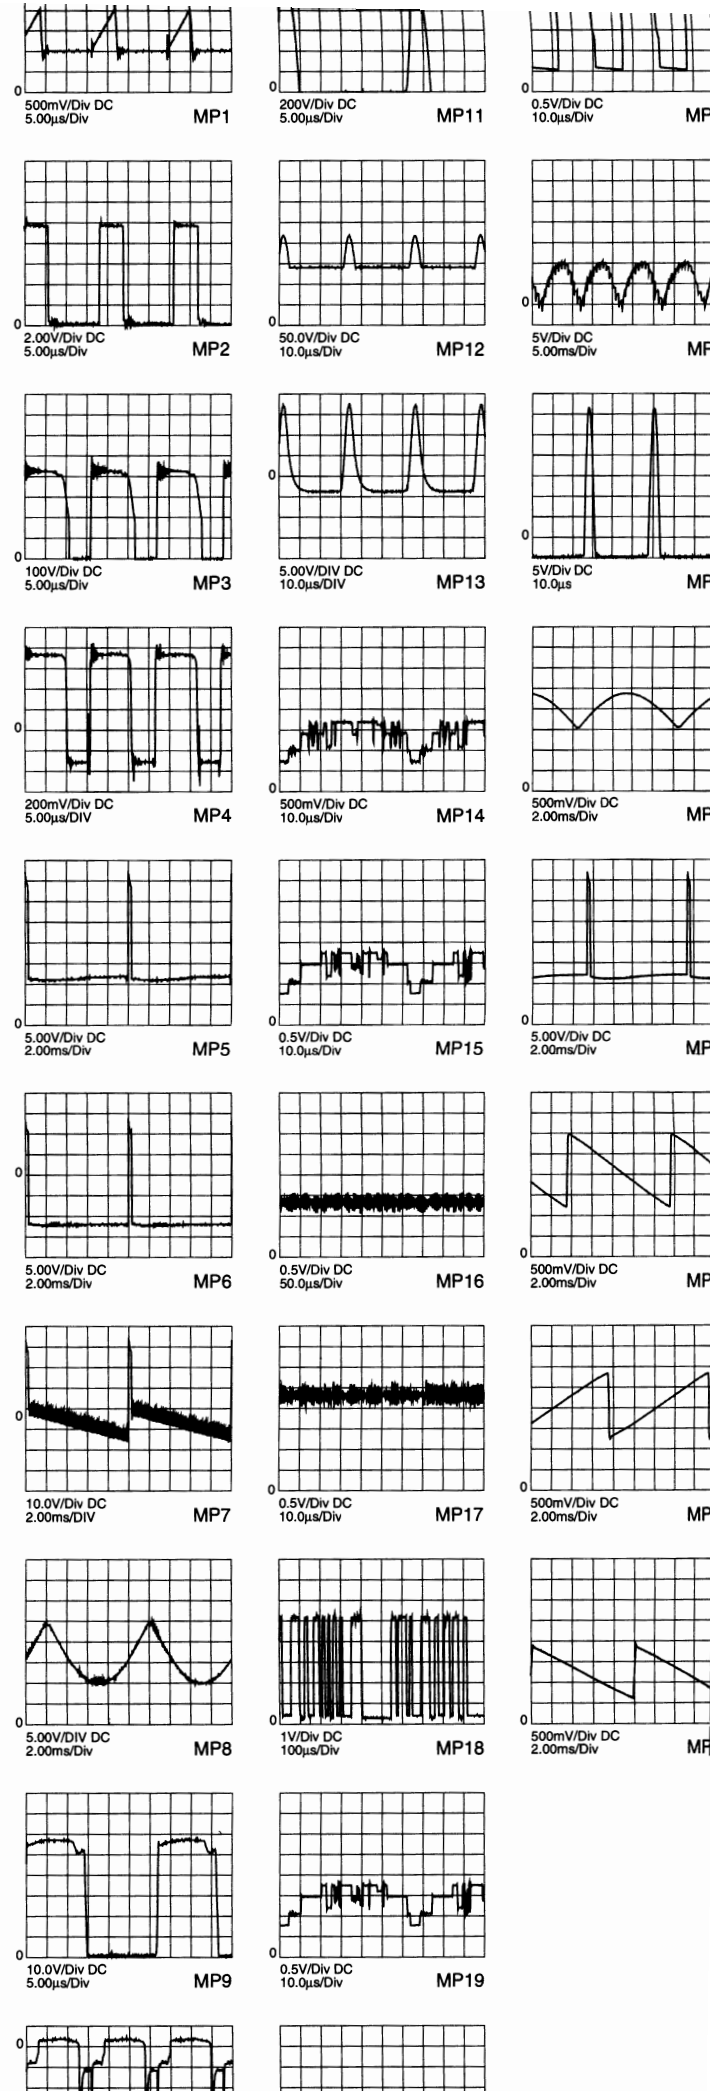 0
500mV/Div DC
5.00µs/Div
MP1
0
2.00V/Div DC
5.00µs/Div
MP2
0
100V/Div DC
5.00µs/Div
MP3
0
200mV/Div DC
5.00µs/DIV
MP4
0
5.00V/Div DC
2.00ms/Div
MP5
0
5.00V/Div DC
2.00ms/Div
MP6
0
10.0V/Div DC
2.00ms/DIV
MP7
0
5.00V/DIV DC
2.00ms/Div
MP8
0
10.0V/Div DC
5.00µs/Div
MP9
0
0
200V/Div DC
5.00µs/Div
MP11
0
50.0V/Div DC
10.0µs/Div
MP12
0
5.00V/DIV DC
10.0µs/DIV
MP13
0
500mV/Div DC
10.0µs/Div
MP14
0
0.5V/Div DC
10.0µs/Div
MP15
0
0.5V/Div DC
50.0µs/Div
MP16
0
0.5V/Div DC
10.0µs/Div
MP17
0
1V/Div DC
100µs/Div
MP18
0
0.5V/Div DC
10.0µs/Div
MP19
0
0.5V/Div DC
10.0µs/Div
MP
0
5V/Div DC
5.00ms/Div
MP
0
5V/Div DC
10.0µs
MP
0
500mV/Div DC
2.00ms/Div
MP
0
5.00V/Div DC
2.00ms/Div
MP
0
500mV/Div DC
2.00ms/Div
MP
0
500mV/Div DC
2.00ms/Div
MP
0
500mV/Div DC
2.00ms/Div
MP